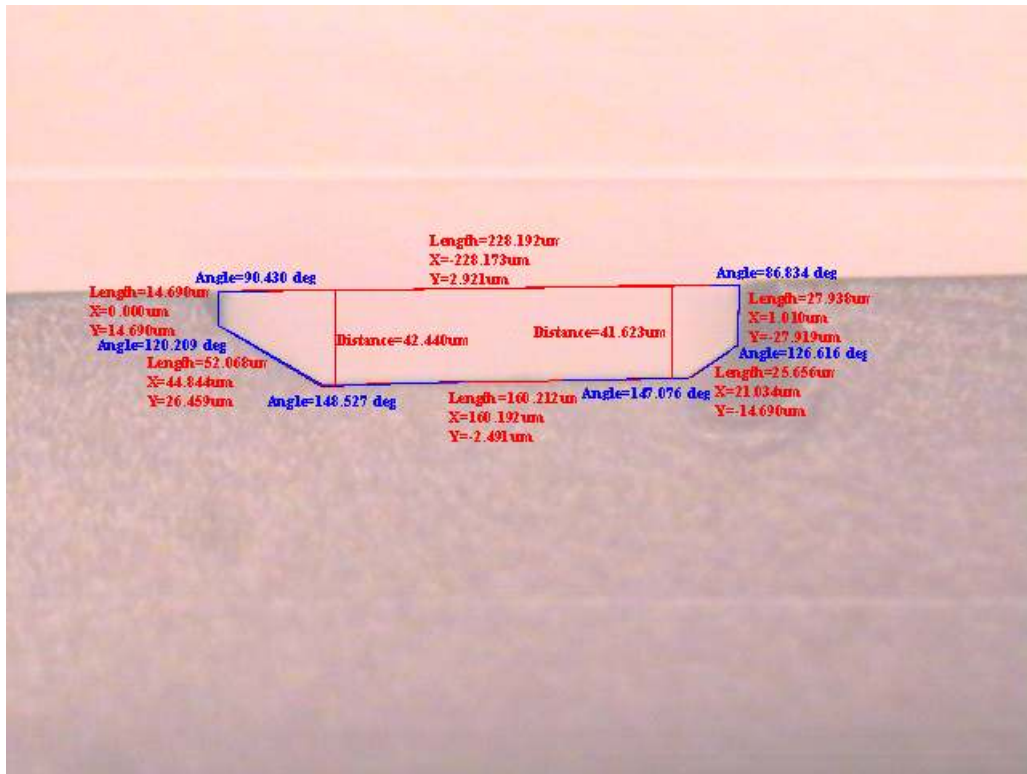 Length=228.192um
X=-228.173um
Y=2.921um
Angle=90.430 deg
Angle=86.834 deg
Length=14.690um
X=0.000um
Y=14.690um
Length=27.938um
X=1.010um
Y=-27.919um
Distance=42.440um
Distance=41.623um
Angle=120.209 deg
Angle=126.616 deg
Length=52.068um
X=44.844um
Y=26.459um
Length=25.656um
X=21.034um
Y=-14.690um
Angle=148.527 deg
Angle=147.076 deg
Length=160.212um
X=160.192um
Y=-2.491um